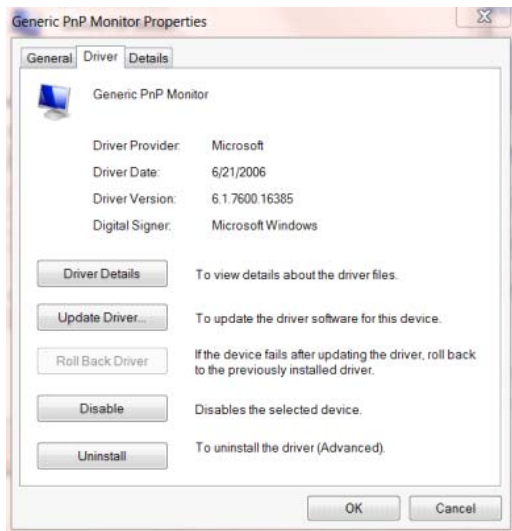 Generic PnP Monitor Properties
General Driver Details
Generic PnP Monitor
Driver Provider: Microsoft
Driver Date: 6/21/2006
Driver Version: 6.1.7600.16385
Digital Signer: Microsoft Windows
Driver Details To view details about the driver files.
Update Driver... To update the driver software for this device.
Roll Back Driver If the device fails after updating the driver, roll back
to the previously installed driver.
Disable Disables the selected device.
Uninstall To uninstall the driver (Advanced).
OK Cancel